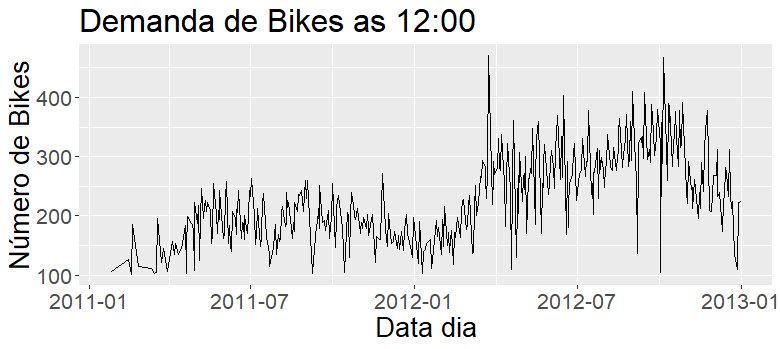 Demanda de Bikes as 12:00
Número de Bikes
400
300
200
100
2011-01 2011-07 2012-01 2012-07 2013-01
Data dia